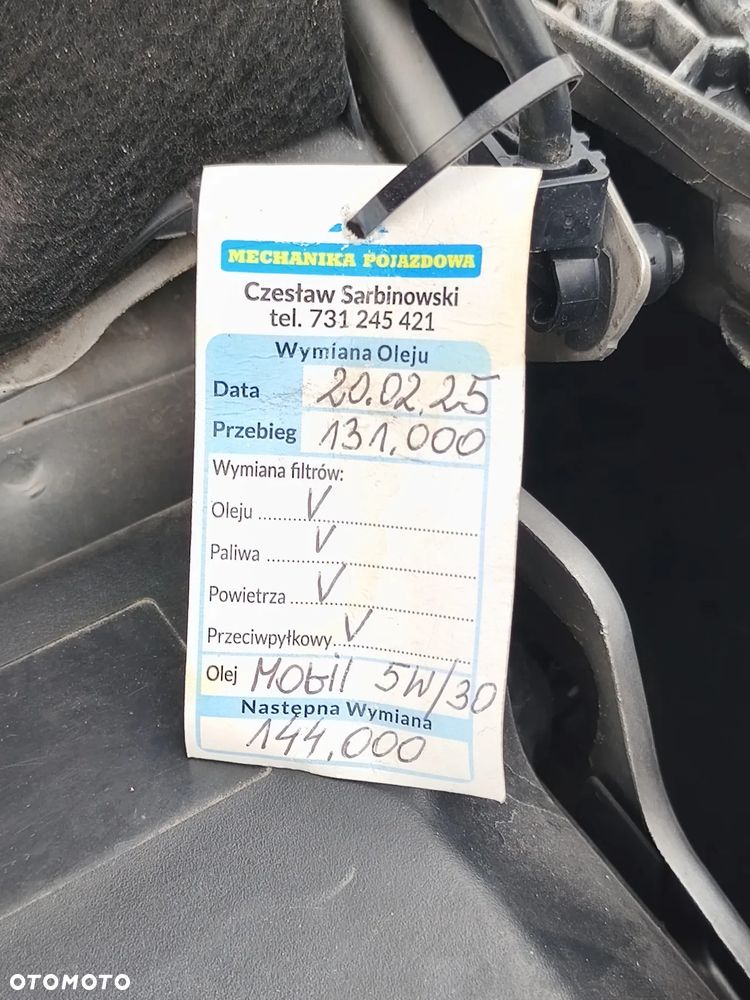 MECHANIKA POJAZDOWA
Czesław Sarbinowski
tel. 731 245 421
Wymiana Oleju
Data 20.02.25
Przebieg 131,000
Wymiana filtrów:
Oleju ........ V
Paliwa ........ V
Powietrza ........ V
Przeciwpyłkowy ........ V
Olej Mobil 5W/30
Następna Wymiana
144,000
OTOMOTO